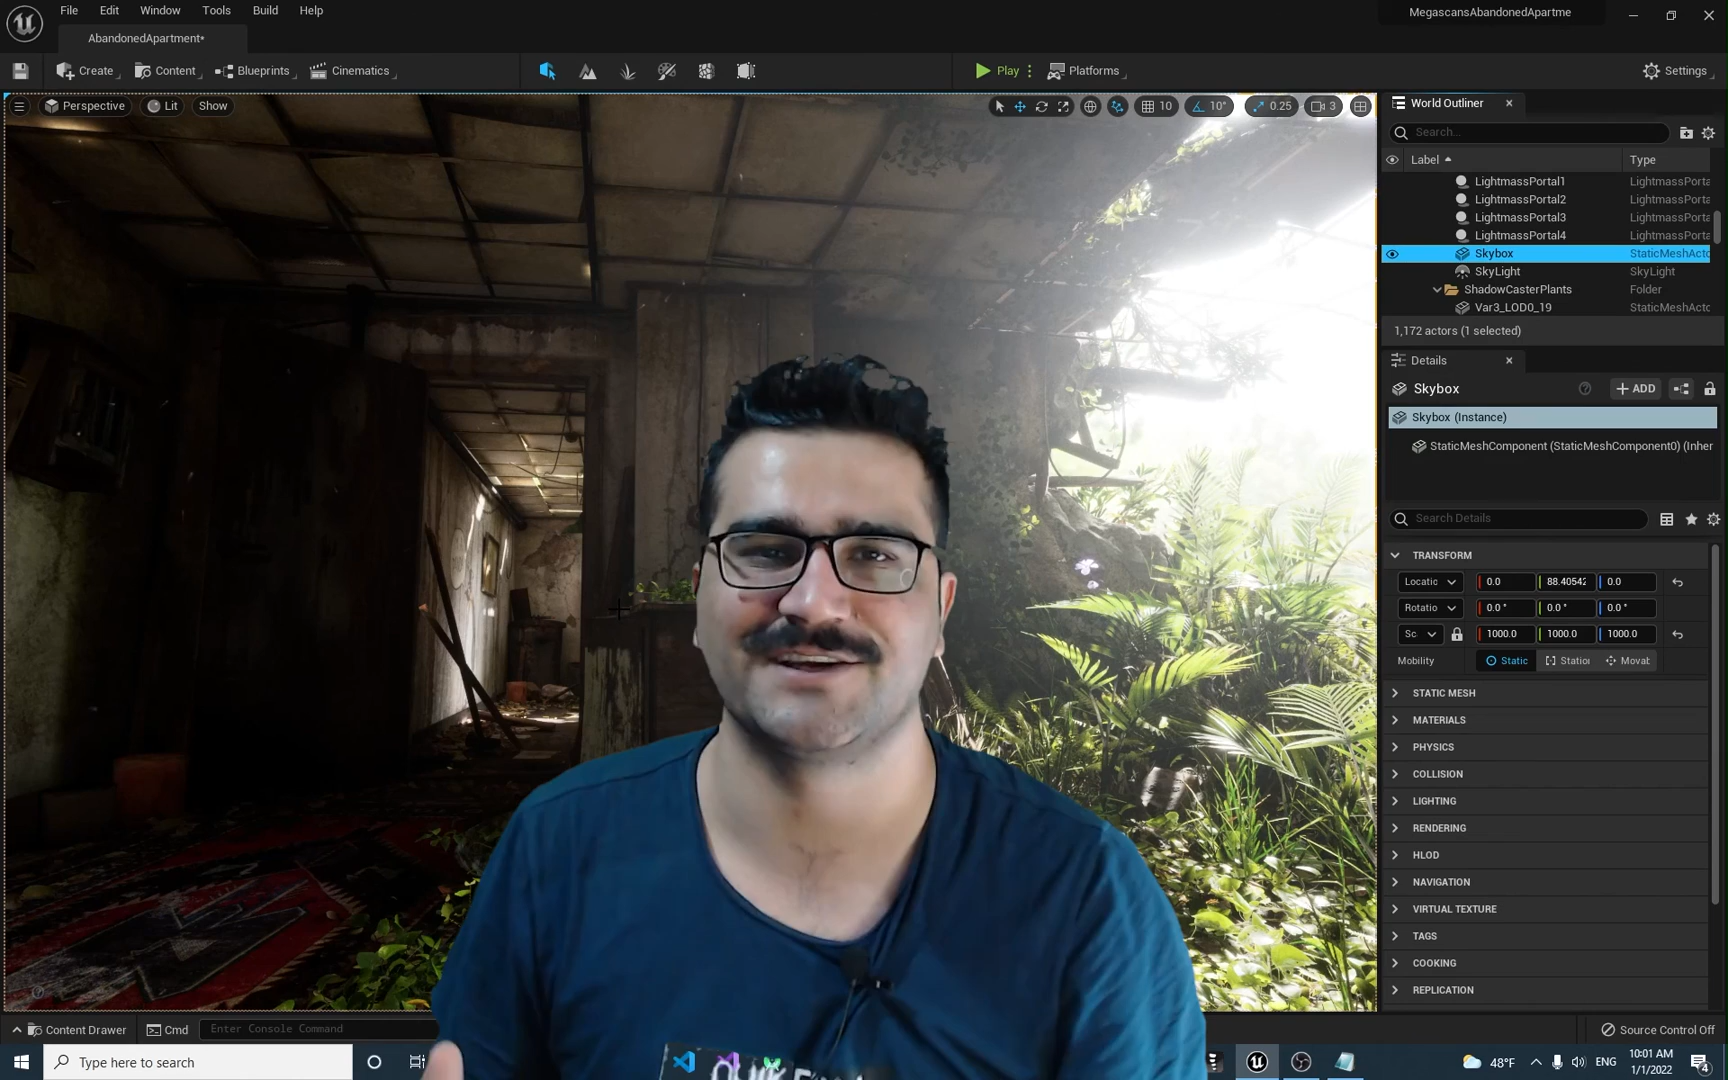 File Edit Window Tools Build Help
MegascansAbandonedApartme
AbandonedApartment*
Create Content Blueprints Cinematics Play Platforms Settings
Perspective Lit Show 10 10° 0.25 3
World Outliner
Search...
Label Type
LightmassPortal1 LightmassPorta
LightmassPortal2 LightmassPorta
LightmassPortal3 LightmassPorta
LightmassPortal4 LightmassPorta
Skybox StaticMeshActo
SkyLight SkyLight
ShadowCasterPlants Folder
Var3_LOD0_19 StaticMeshActo
1,172 actors (1 selected)
Details
Skybox + ADD
Skybox (Instance)
StaticMeshComponent (StaticMeshComponent0) (Inher
Search Details
TRANSFORM
Locatic 0.0 88.40542 0.0
Rotatio 0.0° 0.0° 0.0°
Sc 1000.0 1000.0 1000.0
Mobility Static Station Movab
STATIC MESH
MATERIALS
PHYSICS
COLLISION
LIGHTING
RENDERING
HLOD
NAVIGATION
VIRTUAL TEXTURE
TAGS
COOKING
REPLICATION
Content Drawer Cmd Enter Console Command Source Control Off
Type here to search
48°F ENG 10:01 AM
1/1/2022
4